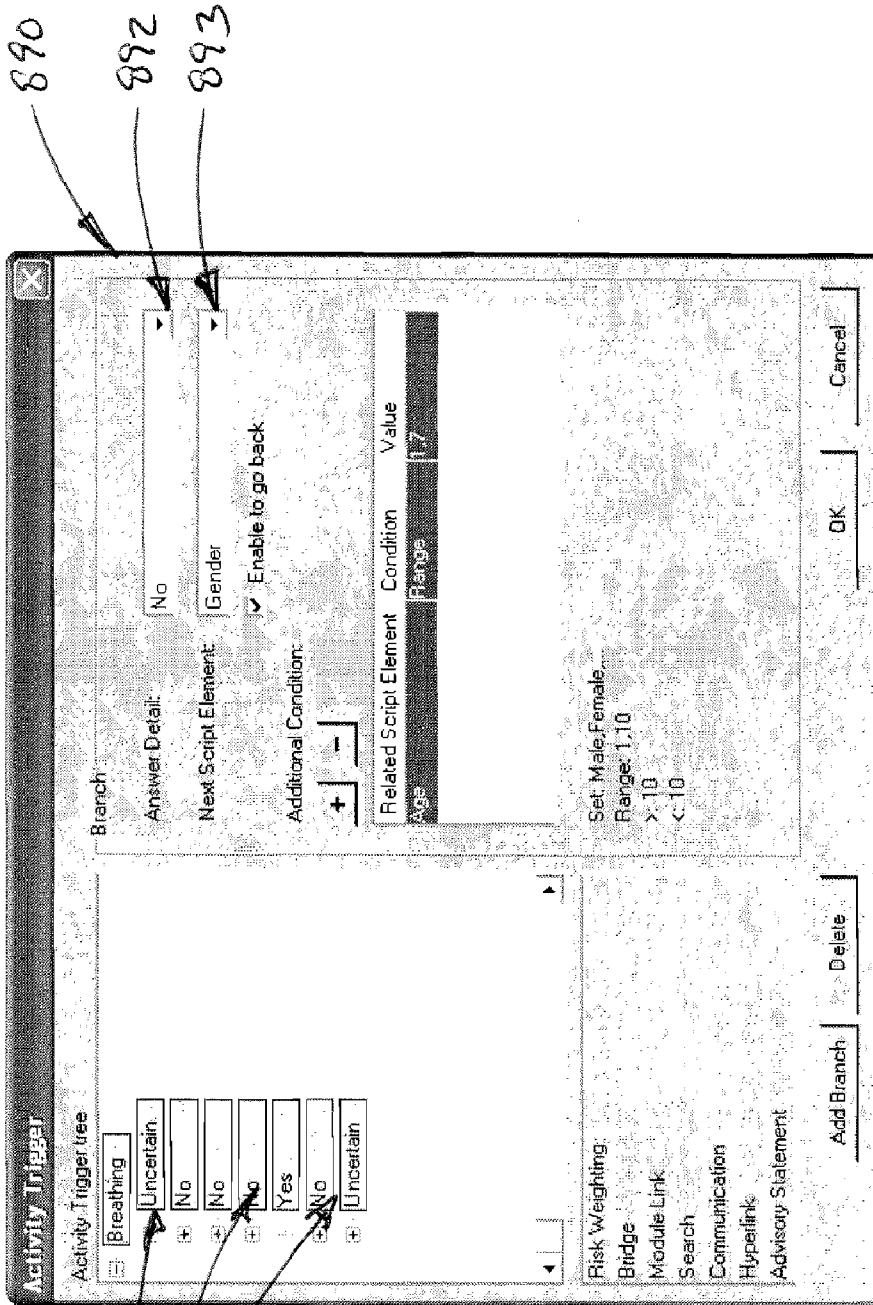 Activity Trigger
Activity Trigger tree
Breathing
Uncertain
No
No
No
Yes
No
Uncertain
Risk Weighting
Bridge
Module Link
Search
Communication
Hyperlink
Advisory Statement
Add Branch
Delete
Branch
Answer Detail:
No
Next Script Element:
Gender
Enable to go back
Additional Condition:
+ -
Related Script Element Condition Value
Age Range 1,7
Set, Male,Female,...
Range: 1,10
>:10
<:10
OK
Cancel
890
892
893